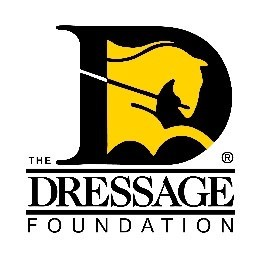 D
THE ®
DRESSAGE
FOUNDATION